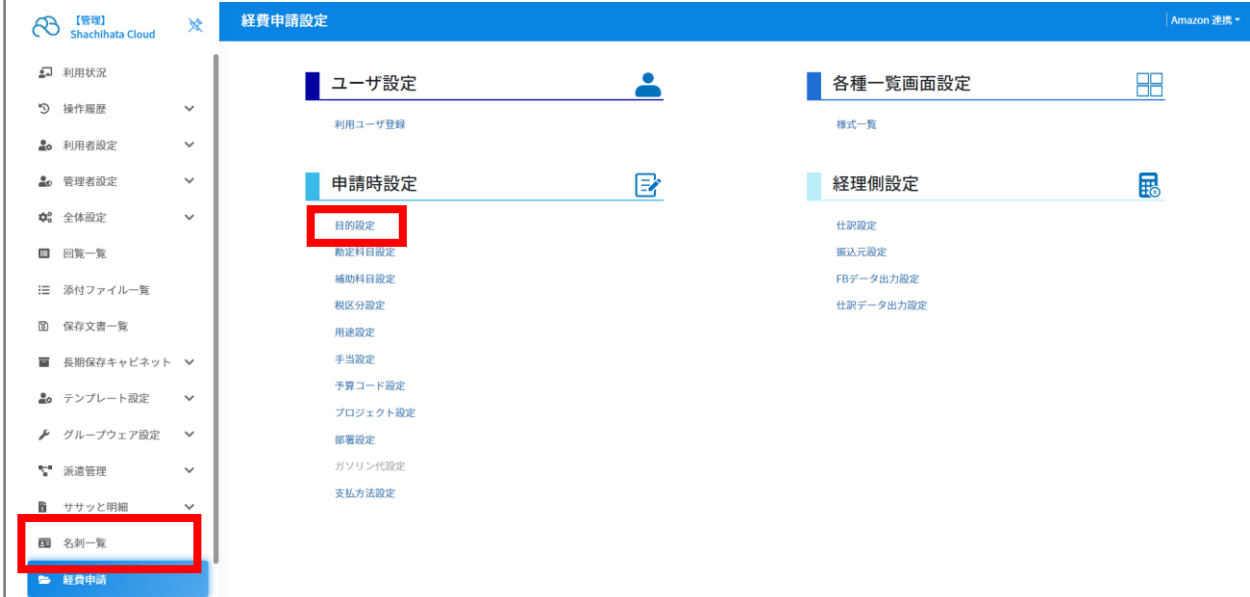 【管理】
Shachihata Cloud
経費申請設定
Amazon 連携
利用状況
操作履歴
利用者設定
管理者設定
全体設定
回覧一覧
添付ファイル一覧
保存文書一覧
長期保存キャビネット
テンプレート設定
グループウェア設定
派遣管理
ササッと明細
名刺一覧
経費申請
ユーザ設定
利用ユーザ登録
各種一覧画面設定
様式一覧
申請時設定
目的設定
勘定科目設定
補助科目設定
税区分設定
用途設定
手当設定
予算コード設定
プロジェクト設定
部署設定
ガソリン代設定
支払方法設定
経理側設定
仕訳設定
振込元設定
FBデータ出力設定
仕訳データ出力設定